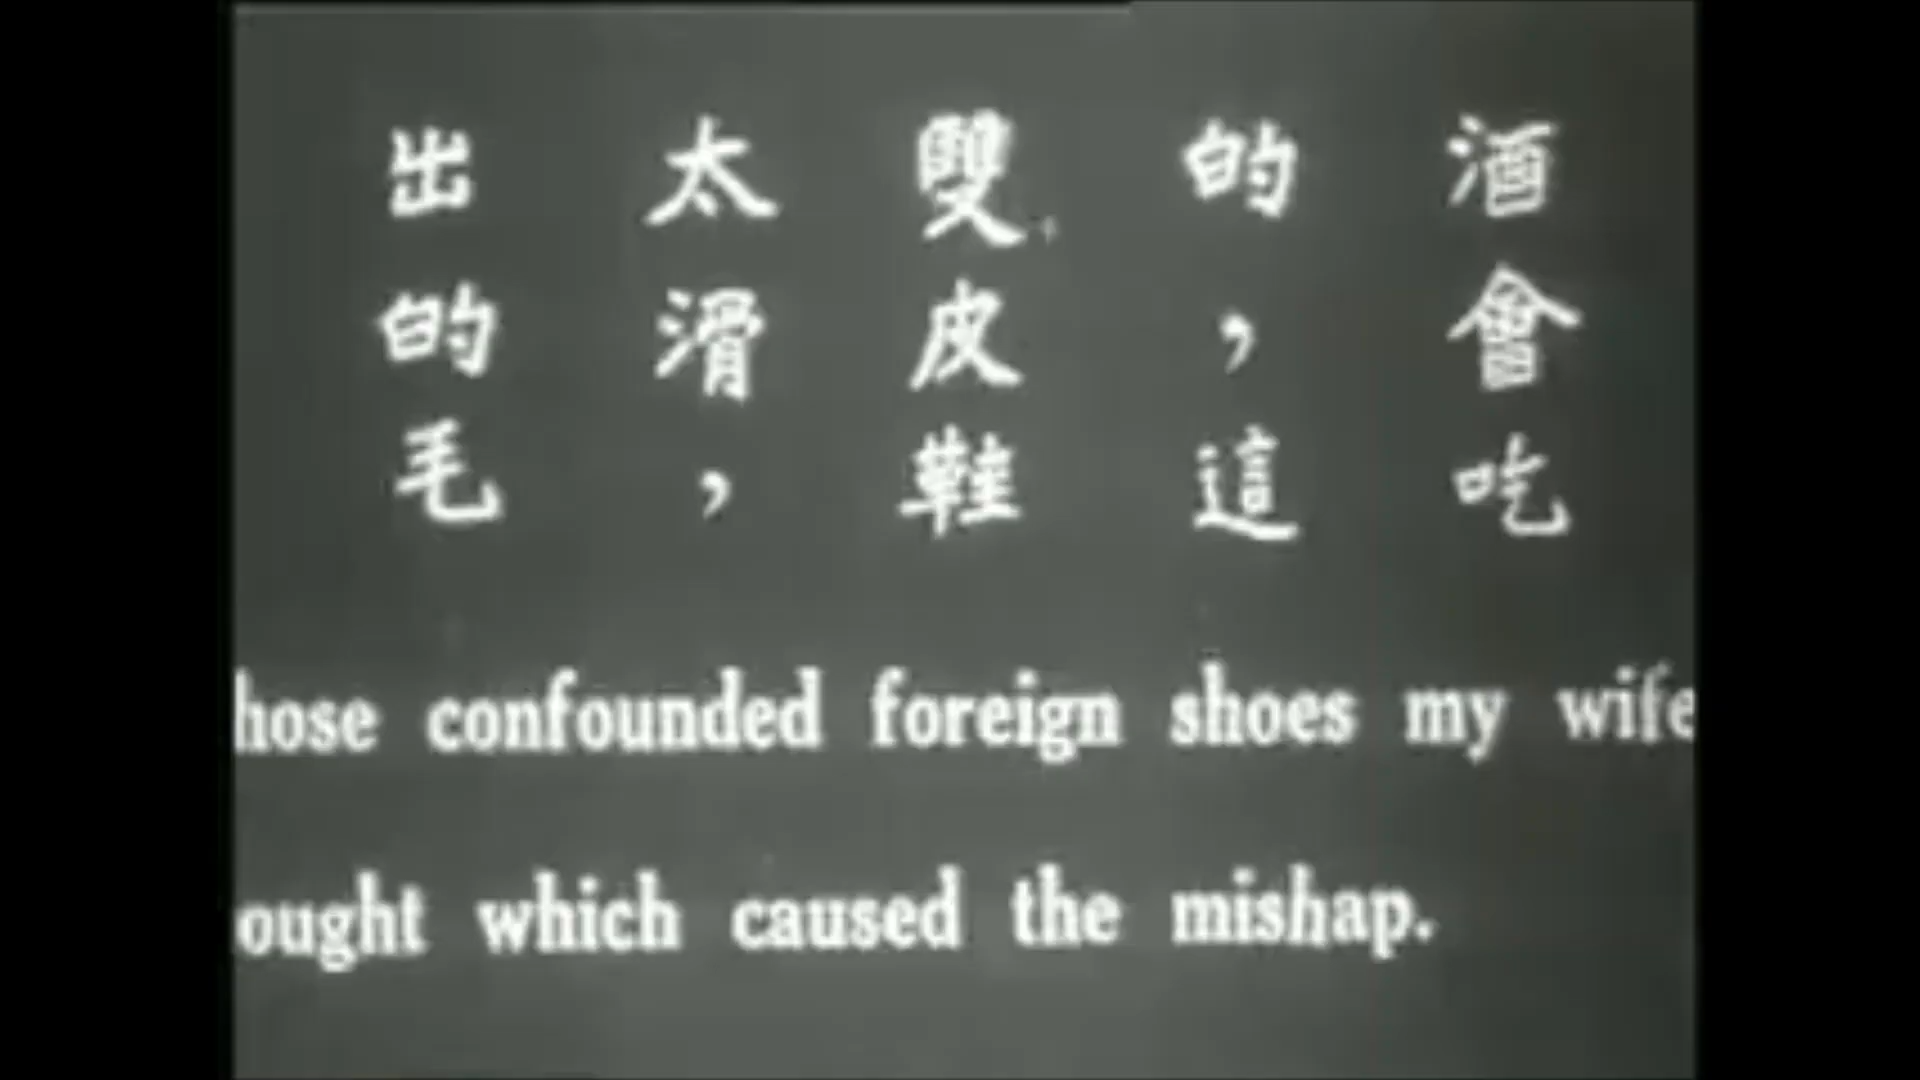 酒會吃
的，這
雙皮鞋
太滑，
出的毛
hose confounded foreign shoes my wife
ought which caused the mishap.